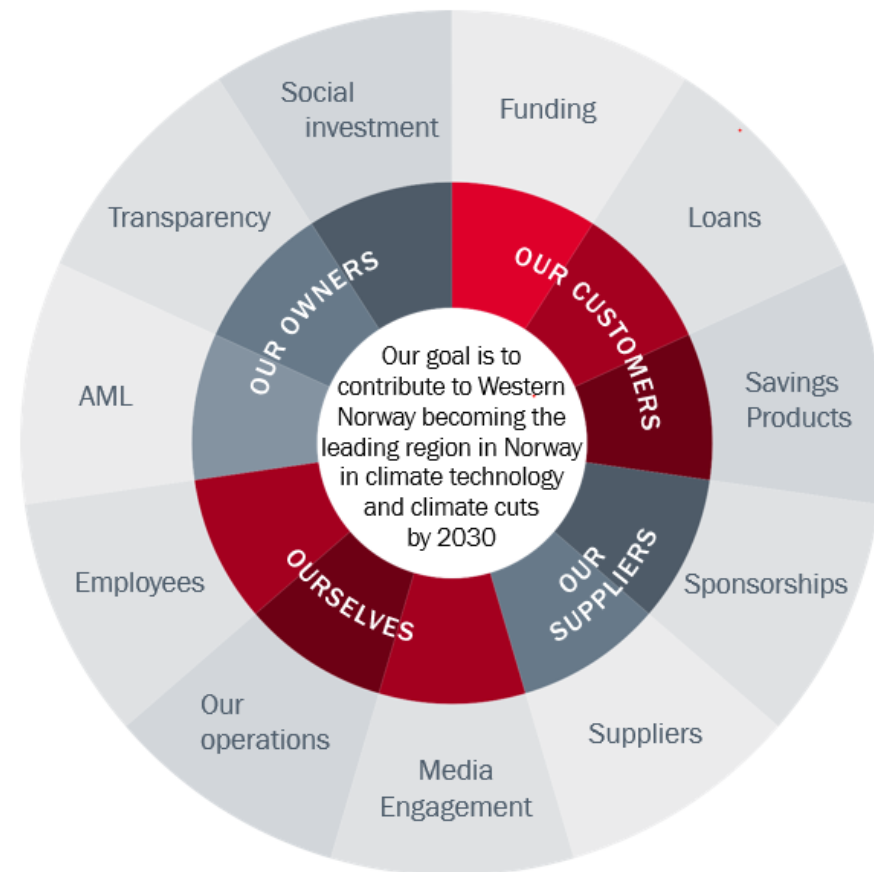 Social
investment
Funding
Loans
Savings
Products
Sponsorships
Suppliers
Media
Engagement
Our
operations
Employees
AML
Transparency
OUR CUSTOMERS
OUR
SUPPLIERS
OURSELVES
OUR OWNERS
Our goal is to
contribute to Western
Norway becoming the
leading region in Norway
in climate technology
and climate cuts
by 2030